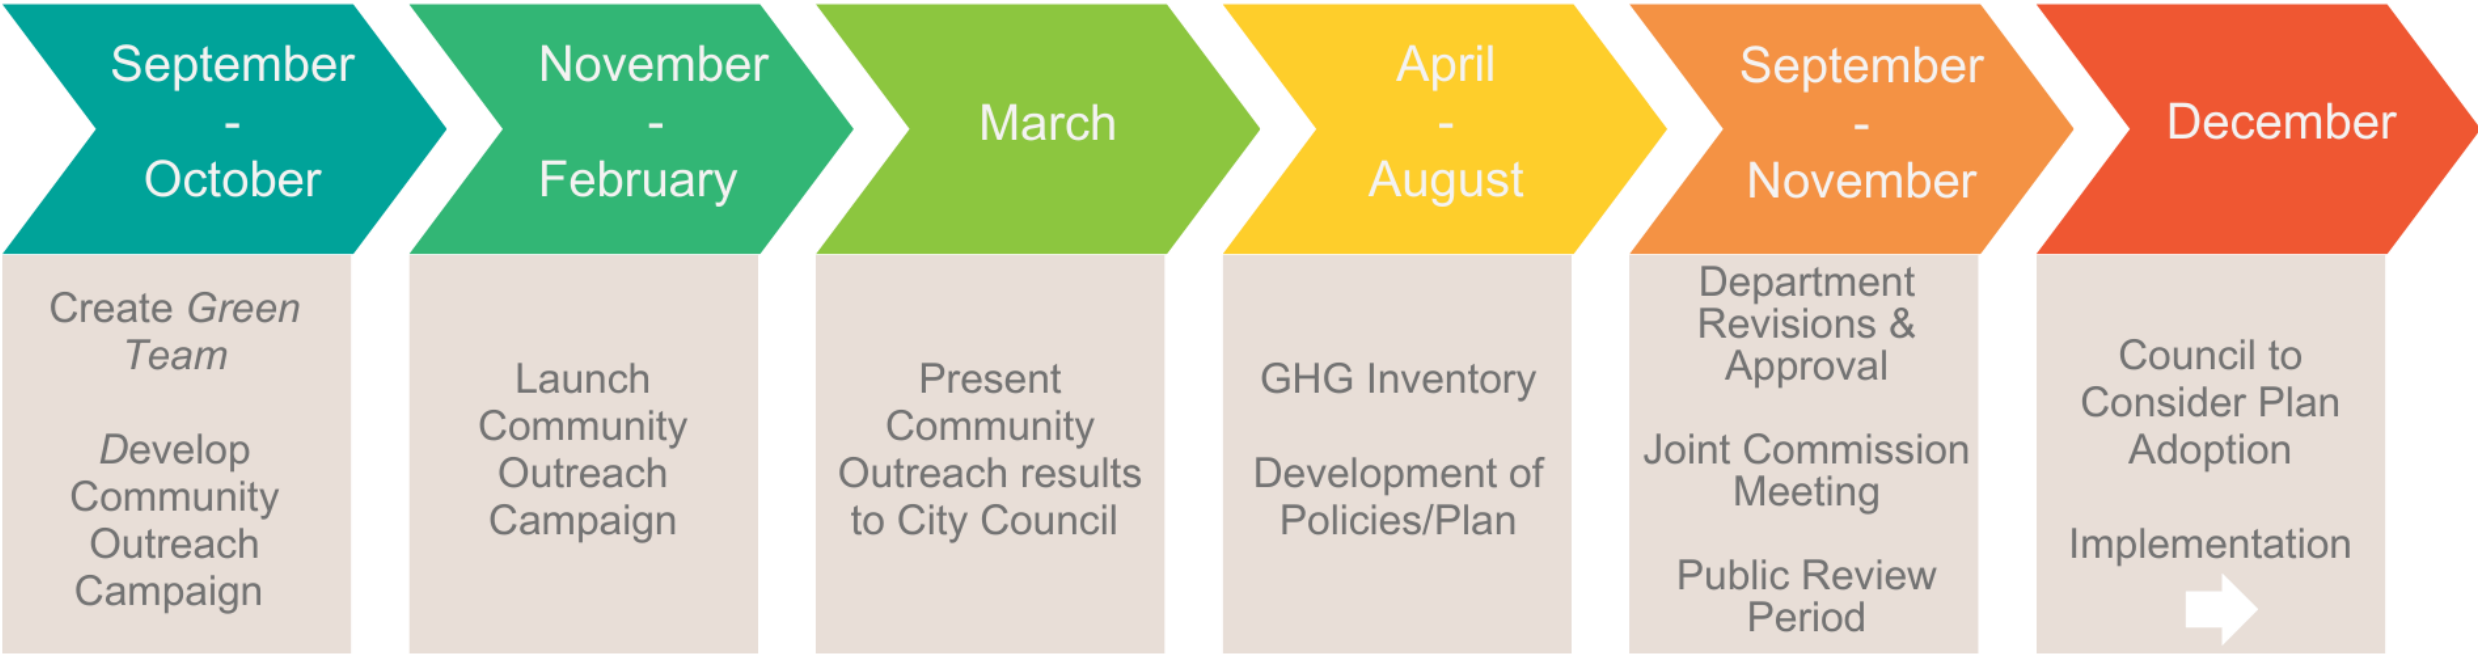 September
-
October
Create Green
Team
Develop
Community
Outreach
Campaign
November
-
February
Launch
Community
Outreach
Campaign
March
Present
Community
Outreach results
to City Council
April
-
August
GHG Inventory
Development of
Policies/Plan
September
-
November
Department
Revisions &
Approval
Joint Commission
Meeting
Public Review
Period
December
Council to
Consider Plan
Adoption
Implementation